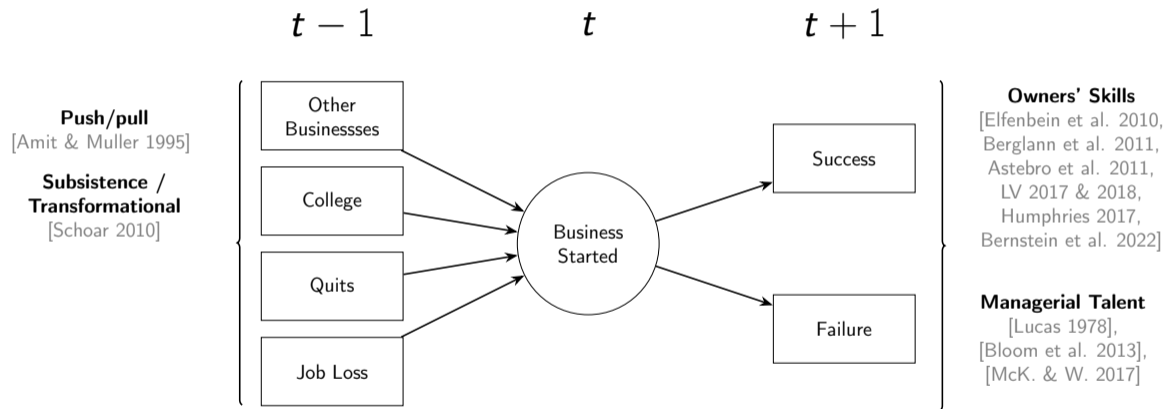 t − 1
t
t + 1
Push/pull
[Amit & Muller 1995]
Subsistence /
Transformational
[Schoar 2010]
Other
Businessses
College
Quits
Job Loss
Business
Started
Success
Failure
Owners' Skills
[Elfenbein et al. 2010,
Berglann et al. 2011,
Astebro et al. 2011,
LV 2017 & 2018,
Humphries 2017,
Bernstein et al. 2022]
Managerial Talent
[Lucas 1978],
[Bloom et al. 2013],
[McK. & W. 2017]